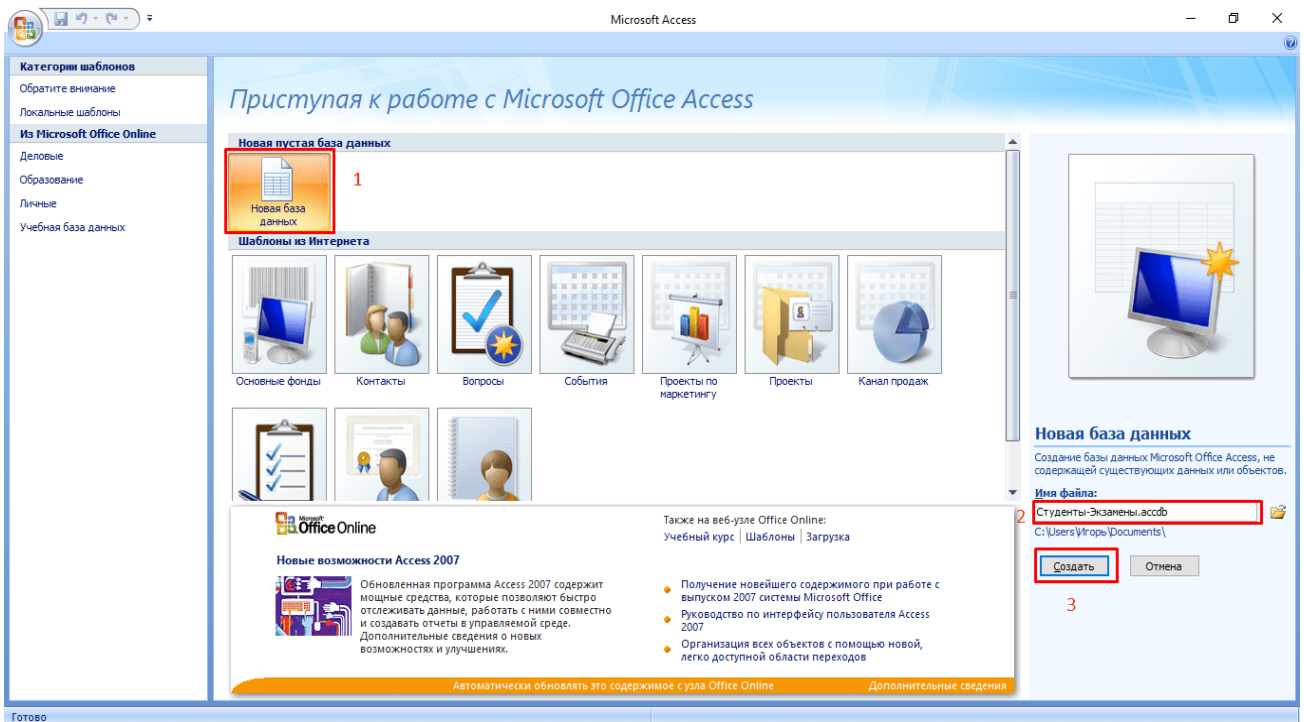 Microsoft Access
Категории шаблонов
Обратите внимание
Локальные шаблоны
Из Microsoft Office Online
Деловые
Образование
Личные
Учебная база данных
Приступая к работе с Microsoft Office Access
Новая пустая база данных
1
Новая база
данных
Шаблоны из Интернета
Основные фонды
Контакты
Вопросы
События
Проекты по
маркетингу
Проекты
Канал продаж
Microsoft
Office Online
Новые возможности Access 2007
Обновленная программа Access 2007 содержит
мощные средства, которые позволяют быстро
отслеживать данные, работать с ними совместно
и создавать отчеты в управляемой среде.
Дополнительные сведения о новых
возможностях и улучшениях.
Также на веб-узле Office Online:
Учебный курс | Шаблоны | Загрузка
Получение новейшего содержимого при работе с
выпуском 2007 системы Microsoft Office
Руководство по интерфейсу пользователя Access
2007
Организация всех объектов с помощью новой,
легко доступной области переходов
Автоматически обновлять это содержимое с узла Office Online
Дополнительные сведения
Новая база данных
Создание базы данных Microsoft Office Access, не
содержащей существующих данных или объектов.
Имя файла:
2
Студенты-Экзамены.accdb
C:\Users\Игорь\Documents\
Создать
Отмена
3
Готово